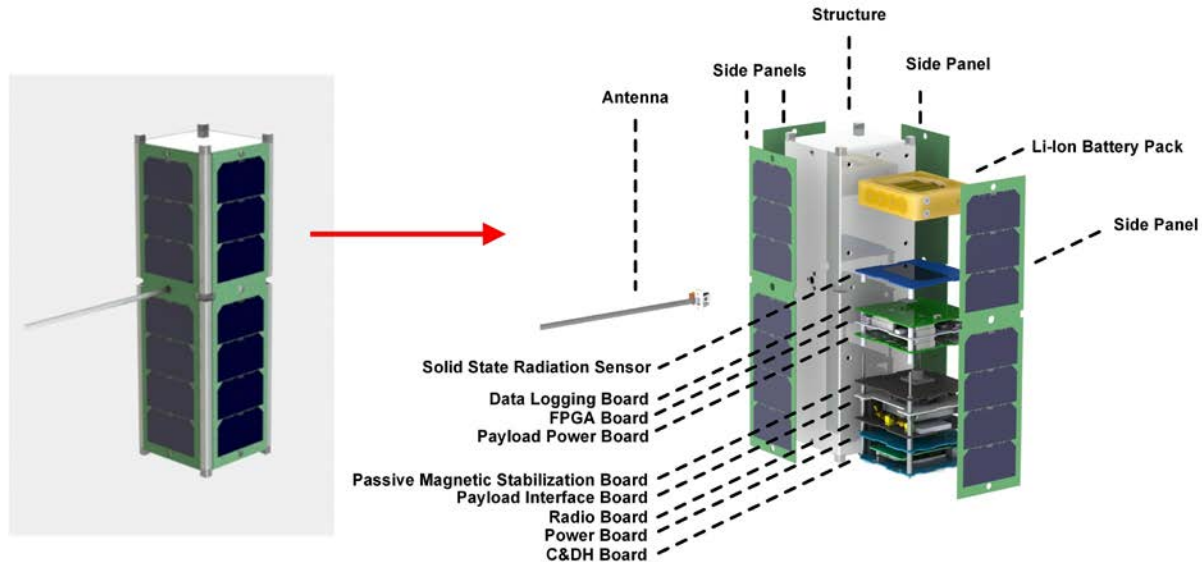 Structure
Side Panels
Side Panel
Antenna
Li-Ion Battery Pack
Side Panel
Solid State Radiation Sensor
Data Logging Board
FPGA Board
Payload Power Board
Passive Magnetic Stabilization Board
Payload Interface Board
Radio Board
Power Board
C&DH Board